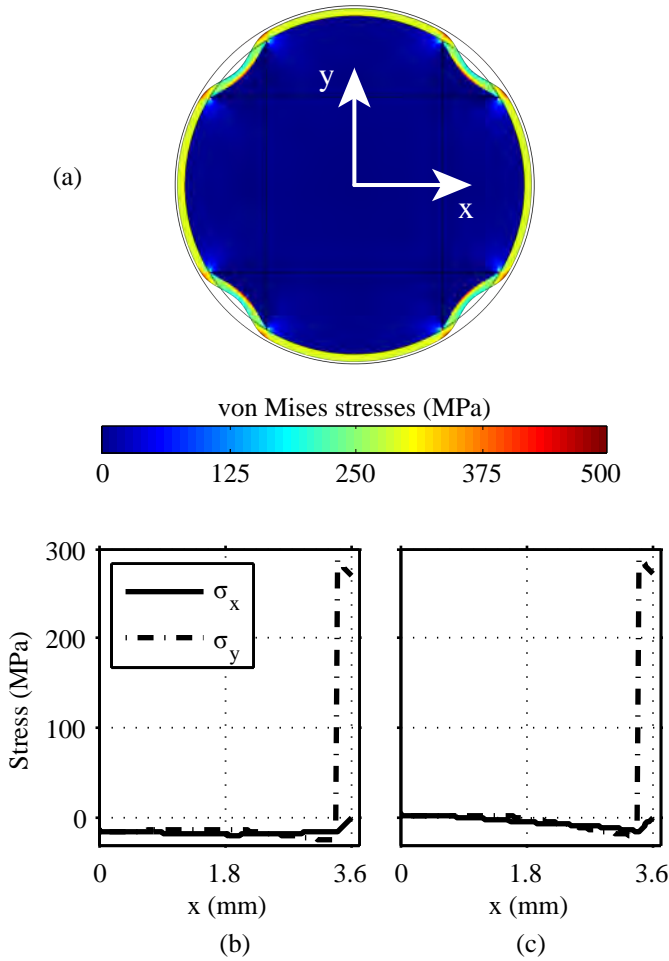 y
(a)
x
von Mises stresses (MPa)
0 125 250 375 500
Stress (MPa)
300
200
100
0
σx
σy
0 1.8 3.6
x (mm)
(b)
0 1.8 3.6
x (mm)
(c)